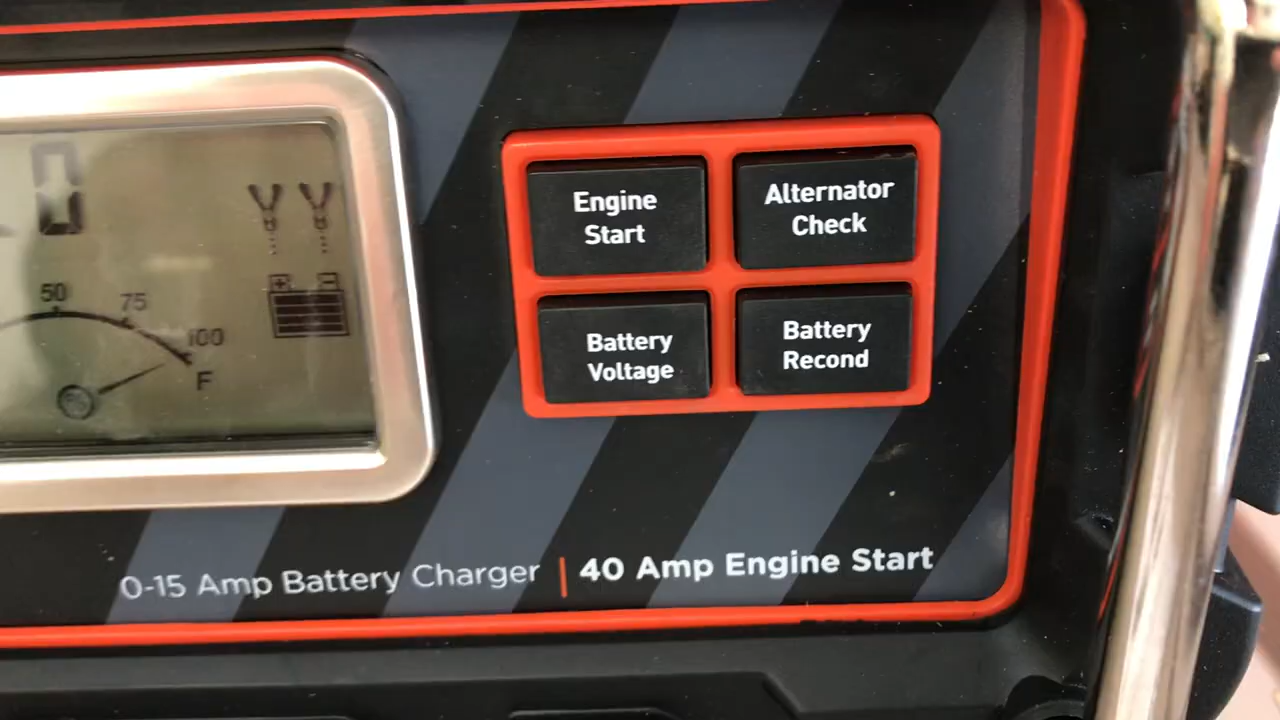 0
50
75
100
F
+ −
Engine
Start
Alternator
Check
Battery
Voltage
Battery
Recond
0-15 Amp Battery Charger | 40 Amp Engine Start